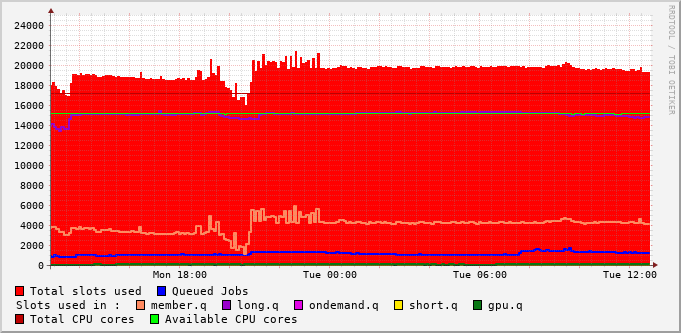 24000
22000
20000
18000
16000
14000
12000
10000
8000
6000
4000
2000
0
Mon 18:00 Tue 00:00 Tue 06:00 Tue 12:00
RRDTOOL / TOBI OETIKER
Total slots used Queued Jobs
Slots used in : member.q long.q ondemand.q short.q gpu.q
Total CPU cores Available CPU cores